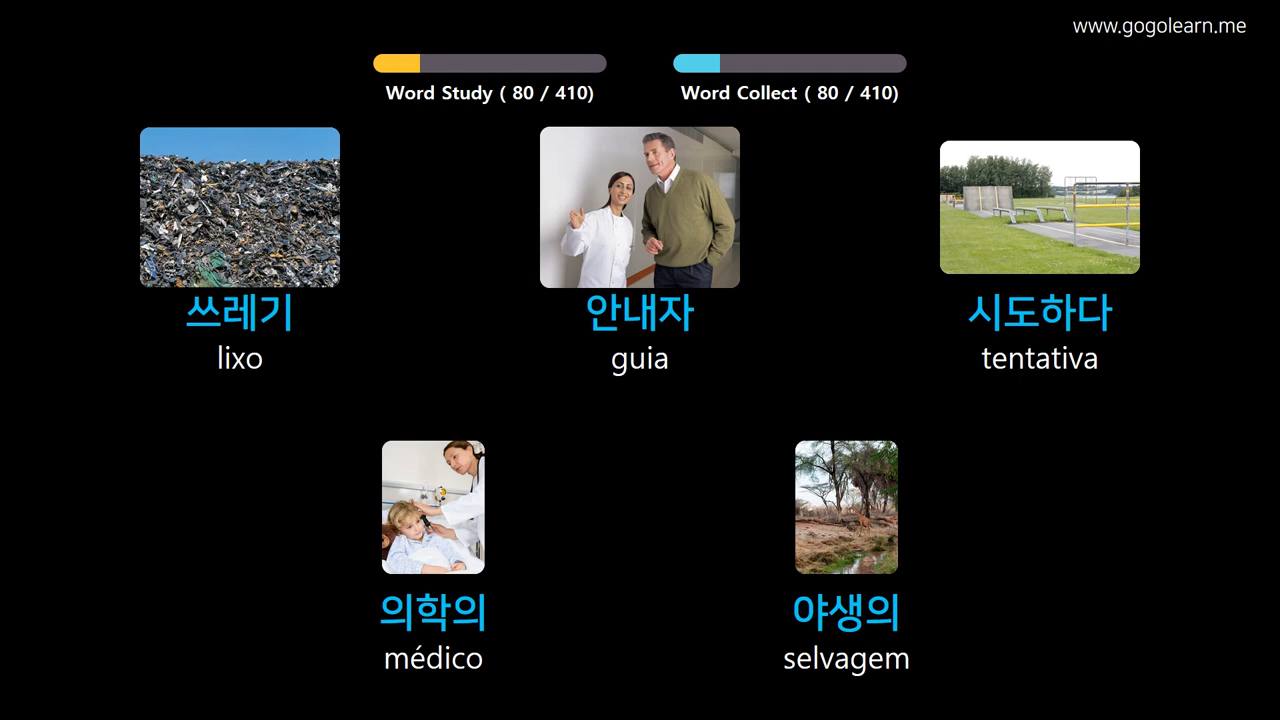 www.gogolearn.me
Word Study ( 80 / 410)
Word Collect ( 80 / 410)
쓰레기
lixo
안내자
guia
시도하다
tentativa
의학의
médico
야생의
selvagem